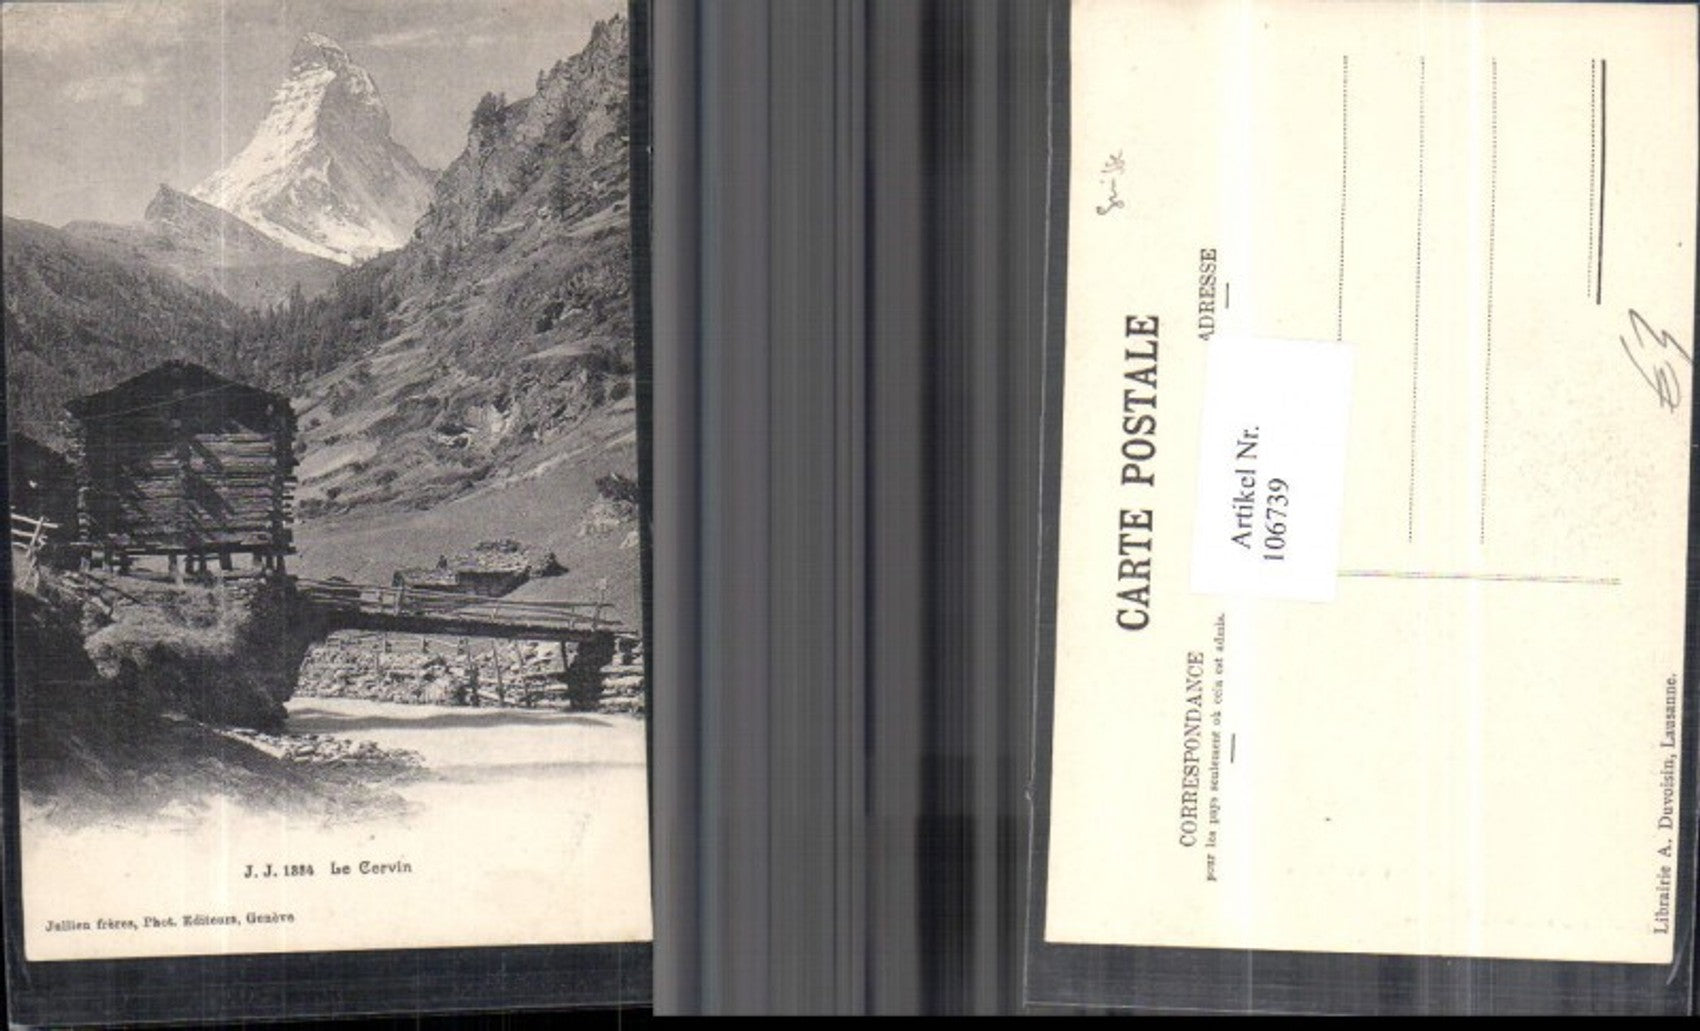 J. J. 1384 Le Cervin
Jullien frères, Phot. Editeurs, Genève
CARTE POSTALE
CORRESPONDANCE
pour les pays seulement où cela est admis.
ADRESSE
Artikel Nr.
106739
Librairie A. Duvoisin, Lausanne.